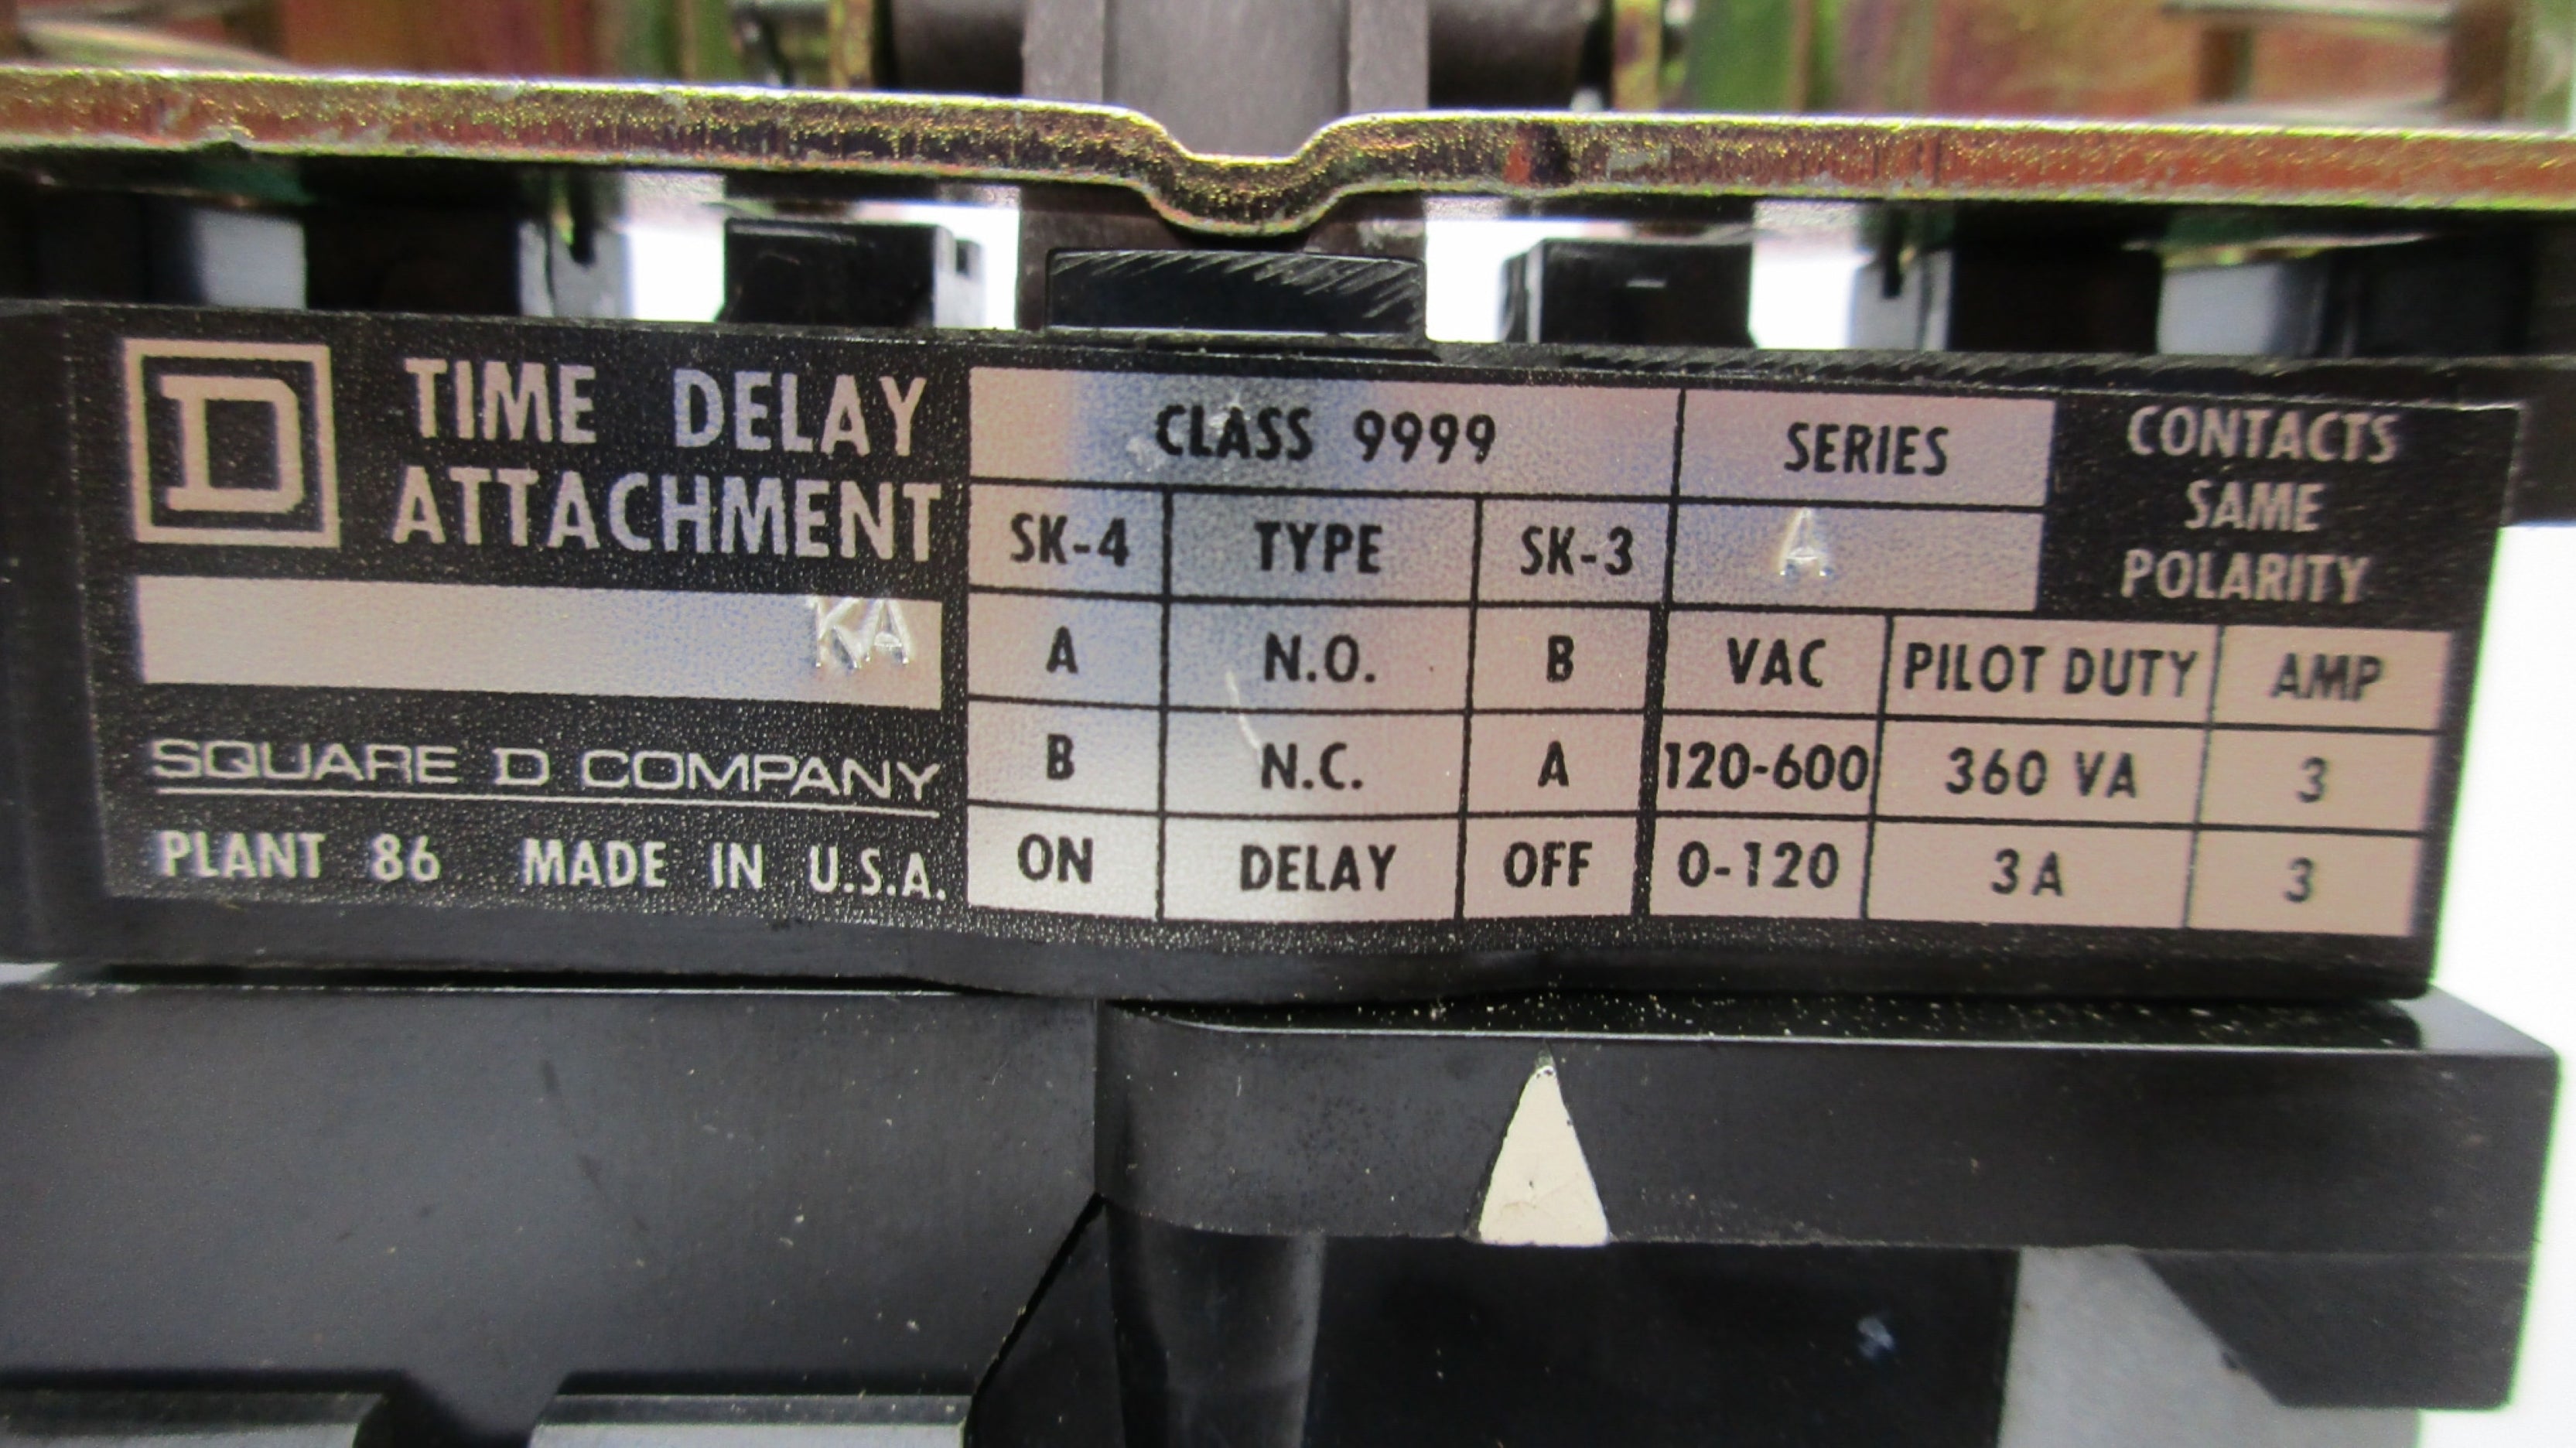 D TIME DELAY
ATTACHMENT
KA
SQUARE D COMPANY
PLANT 86 MADE IN U.S.A.
CLASS 9999 SERIES
SK-4 TYPE SK-3 A
A N.O. B VAC PILOT DUTY AMP
B N.C. A 120-600 360 VA 3
ON DELAY OFF 0-120 3A 3
CONTACTS
SAME
POLARITY